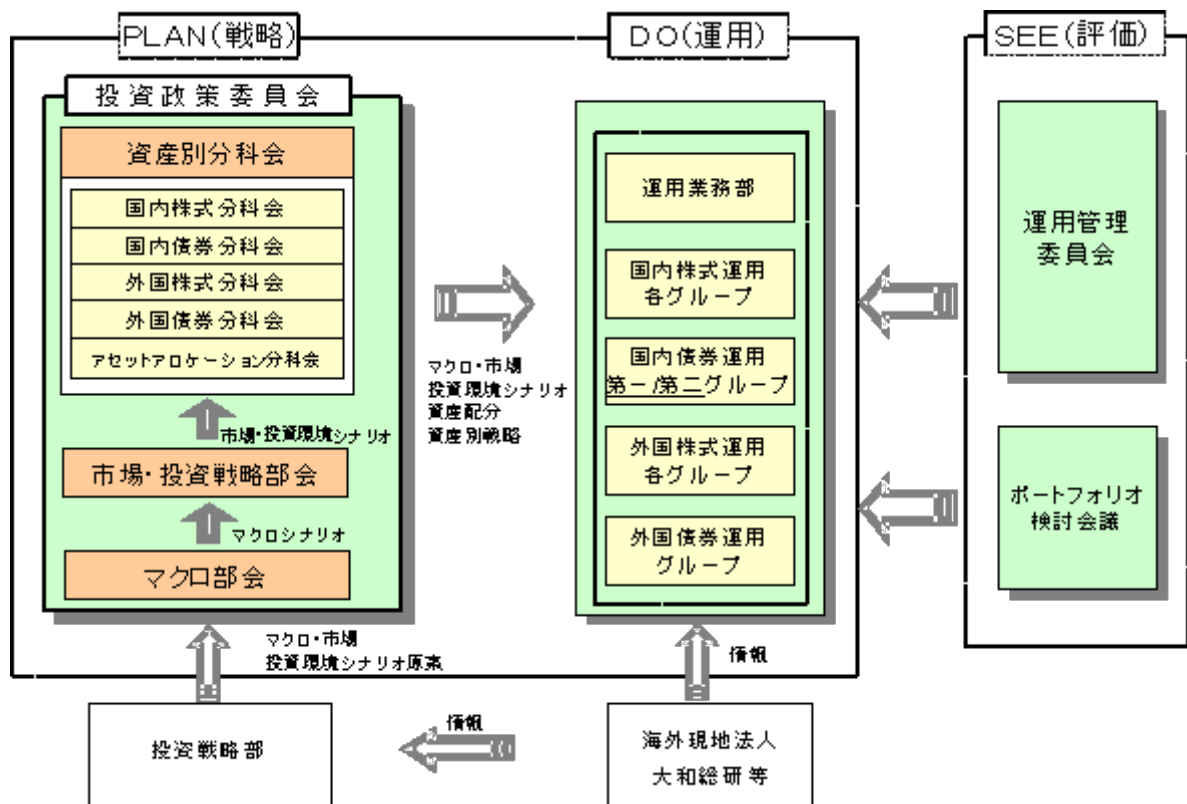 PLAN(戦略)
DO(運用)
SEE(評価)
投資政策委員会
資産別分科会
国内株式分科会
国内債券分科会
外国株式分科会
外国債券分科会
アセットアロケーション分科会
市場・投資環境シナリオ
市場・投資戦略部会
マクロシナリオ
マクロ部会
マクロ・市場
投資環境シナリオ
資産配分
資産別戦略
運用業務部
国内株式運用
各グループ
国内債券運用
第一/第二グループ
外国株式運用
各グループ
外国債券運用
グループ
運用管理
委員会
ポートフォリオ
検討会議
マクロ・市場
投資環境シナリオ原案
情報
投資戦略部
情報
海外現地法人
大和総研等